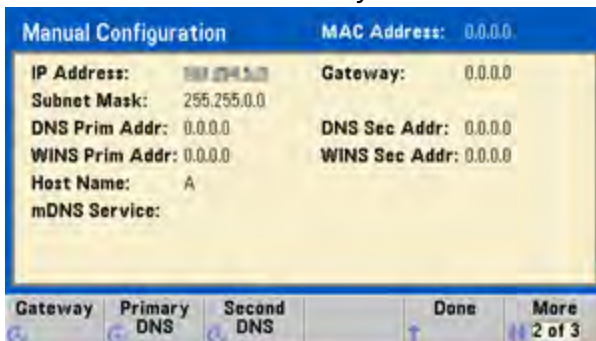 Manual Configuration MAC Address: 0.0.0.0
IP Address: Gateway: 0.0.0.0
Subnet Mask: 255.255.0.0
DNS Prim Addr: 0.0.0.0 DNS Sec Addr: 0.0.0.0
WINS Prim Addr: 0.0.0.0 WINS Sec Addr: 0.0.0.0
Host Name: A
mDNS Service:
Gateway Primary Second Done More
DNS DNS 2 of 3